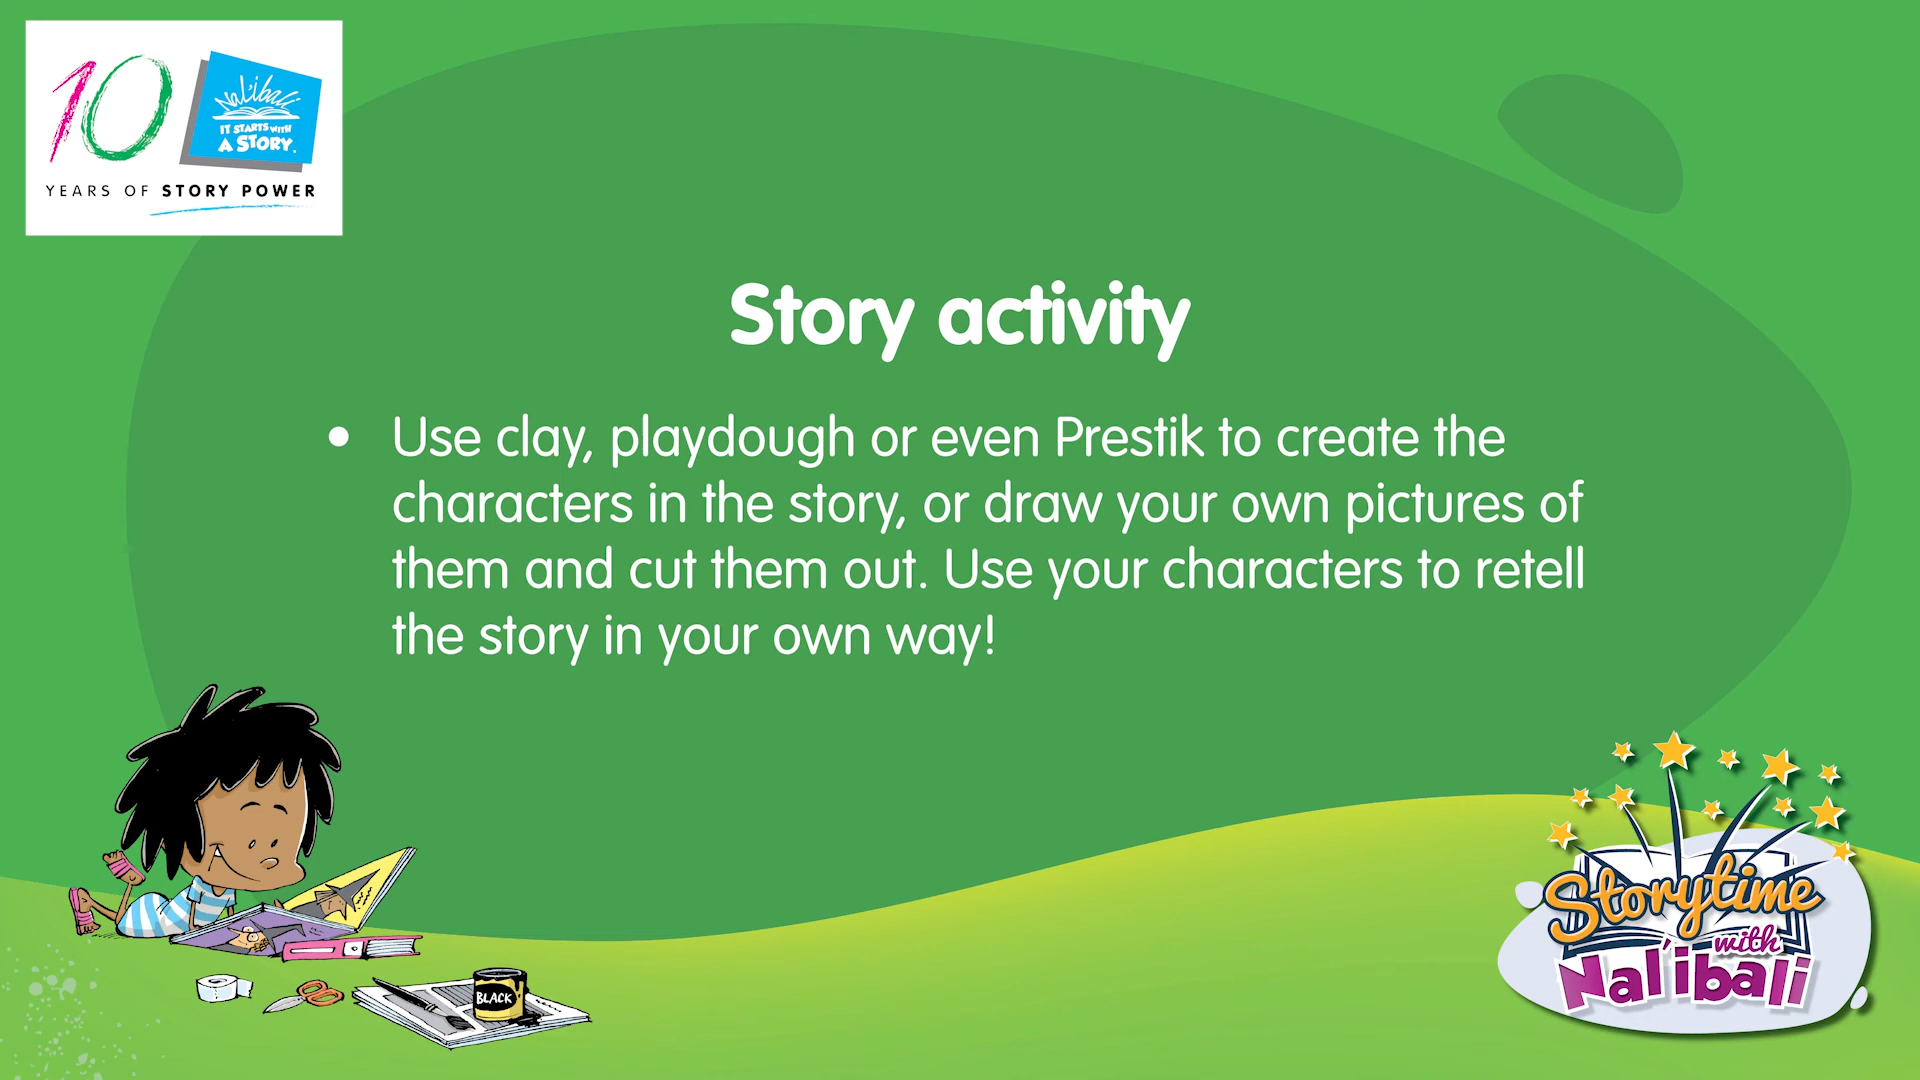 10
Nal'ibali
IT STARTS WITH
A STORY.
YEARS OF STORY POWER
Story activity
• Use clay, playdough or even Prestik to create the
characters in the story, or draw your own pictures of
them and cut them out. Use your characters to retell
the story in your own way!
BLACK
Storytime
with
Nal'ibali